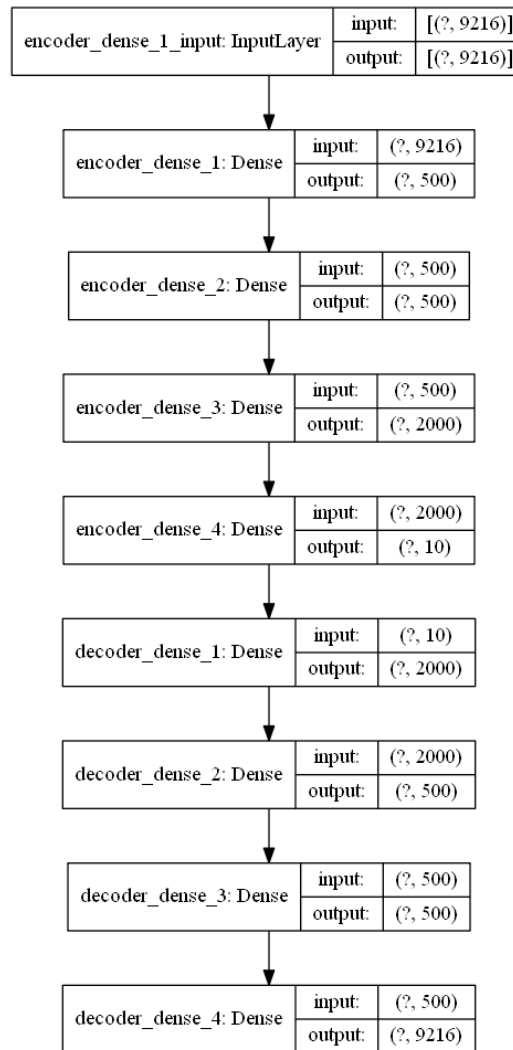 encoder_dense_1_input: InputLayer
input: [(?, 9216)]
output: [(?, 9216)]
encoder_dense_1: Dense
input: (?, 9216)
output: (?, 500)
encoder_dense_2: Dense
input: (?, 500)
output: (?, 500)
encoder_dense_3: Dense
input: (?, 500)
output: (?, 2000)
encoder_dense_4: Dense
input: (?, 2000)
output: (?, 10)
decoder_dense_1: Dense
input: (?, 10)
output: (?, 2000)
decoder_dense_2: Dense
input: (?, 2000)
output: (?, 500)
decoder_dense_3: Dense
input: (?, 500)
output: (?, 500)
decoder_dense_4: Dense
input: (?, 500)
output: (?, 9216)